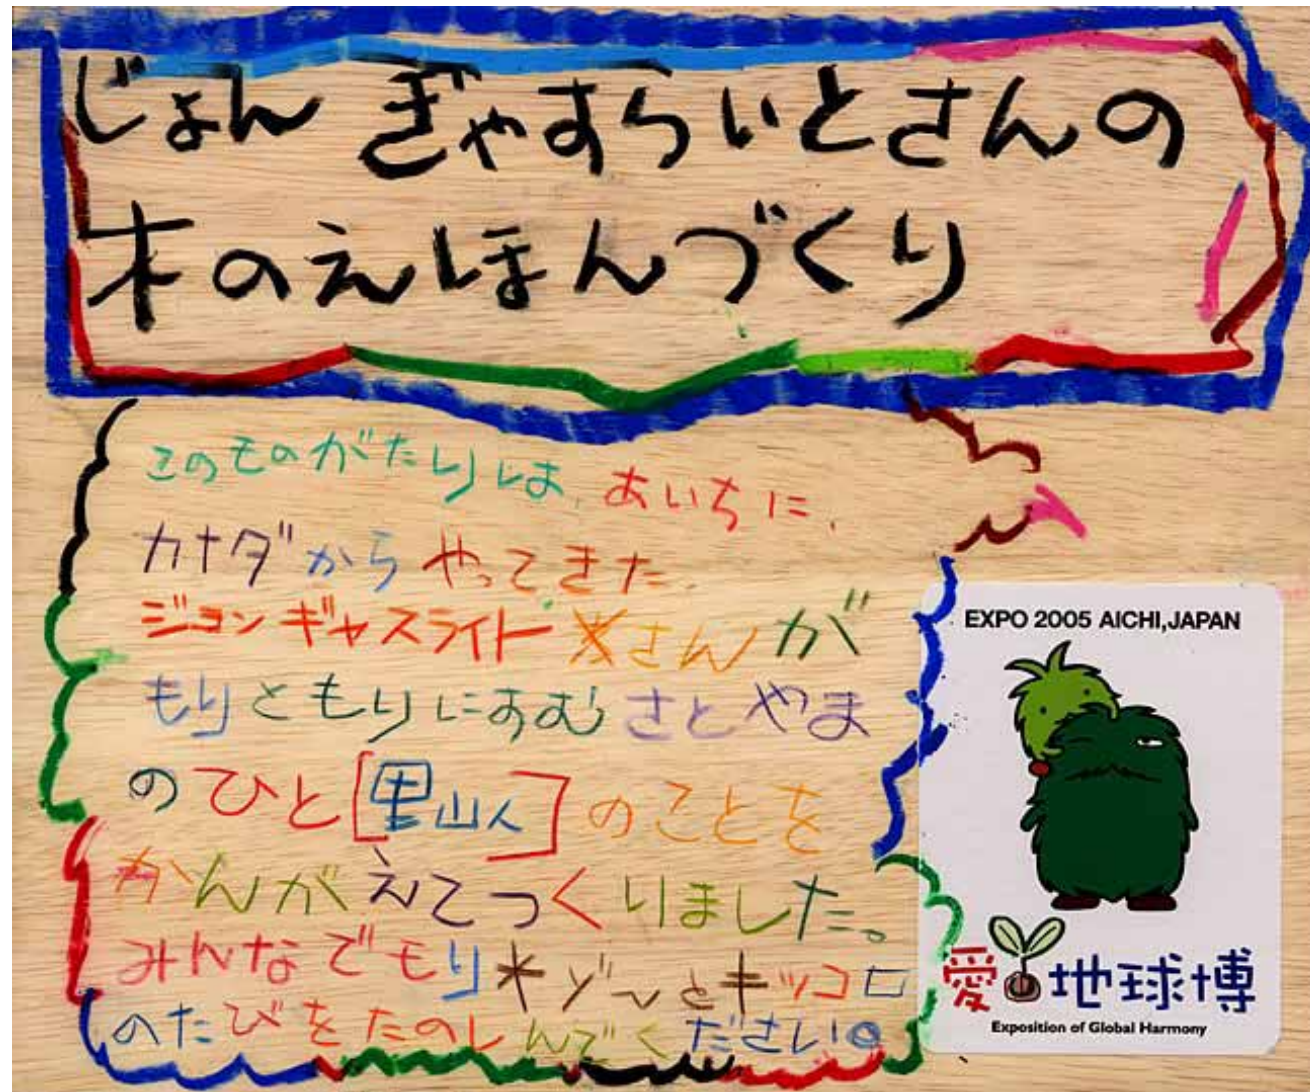 じょん ぎゃすらいとさんの
木のえほんづくり
このものがたりは、あいちに、
カナダからやってきた、
ジョンギャスライトさんが
もりともりにすむさとやま
のひと[里山人]のことを
かんがえてつくりました。
みんなでモリ木ゾ〜とキッコロ
のたびをたのしんでください。
EXPO 2005 AICHI,JAPAN
愛・地球博
Exposition of Global Harmony